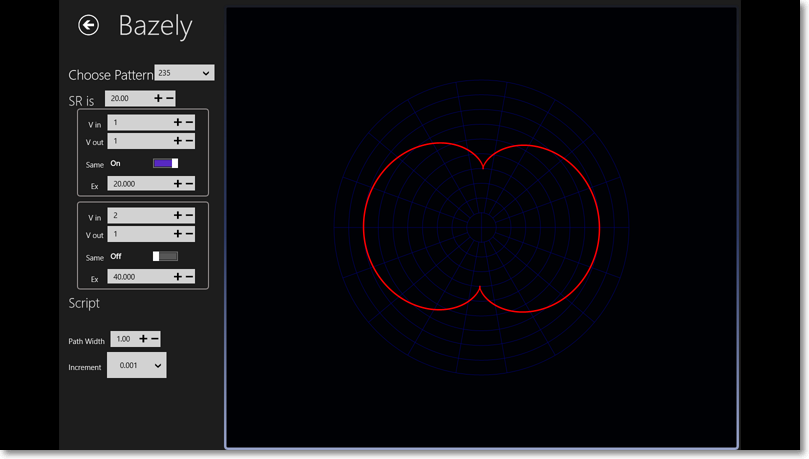 Bazely
Choose Pattern 235
SR is 20.00
V in 1
V out 1
Same On
Ex 20.000
V in 2
V out 1
Same Off
Ex 40.000
Script
Path Width 1.00
Increment 0.001